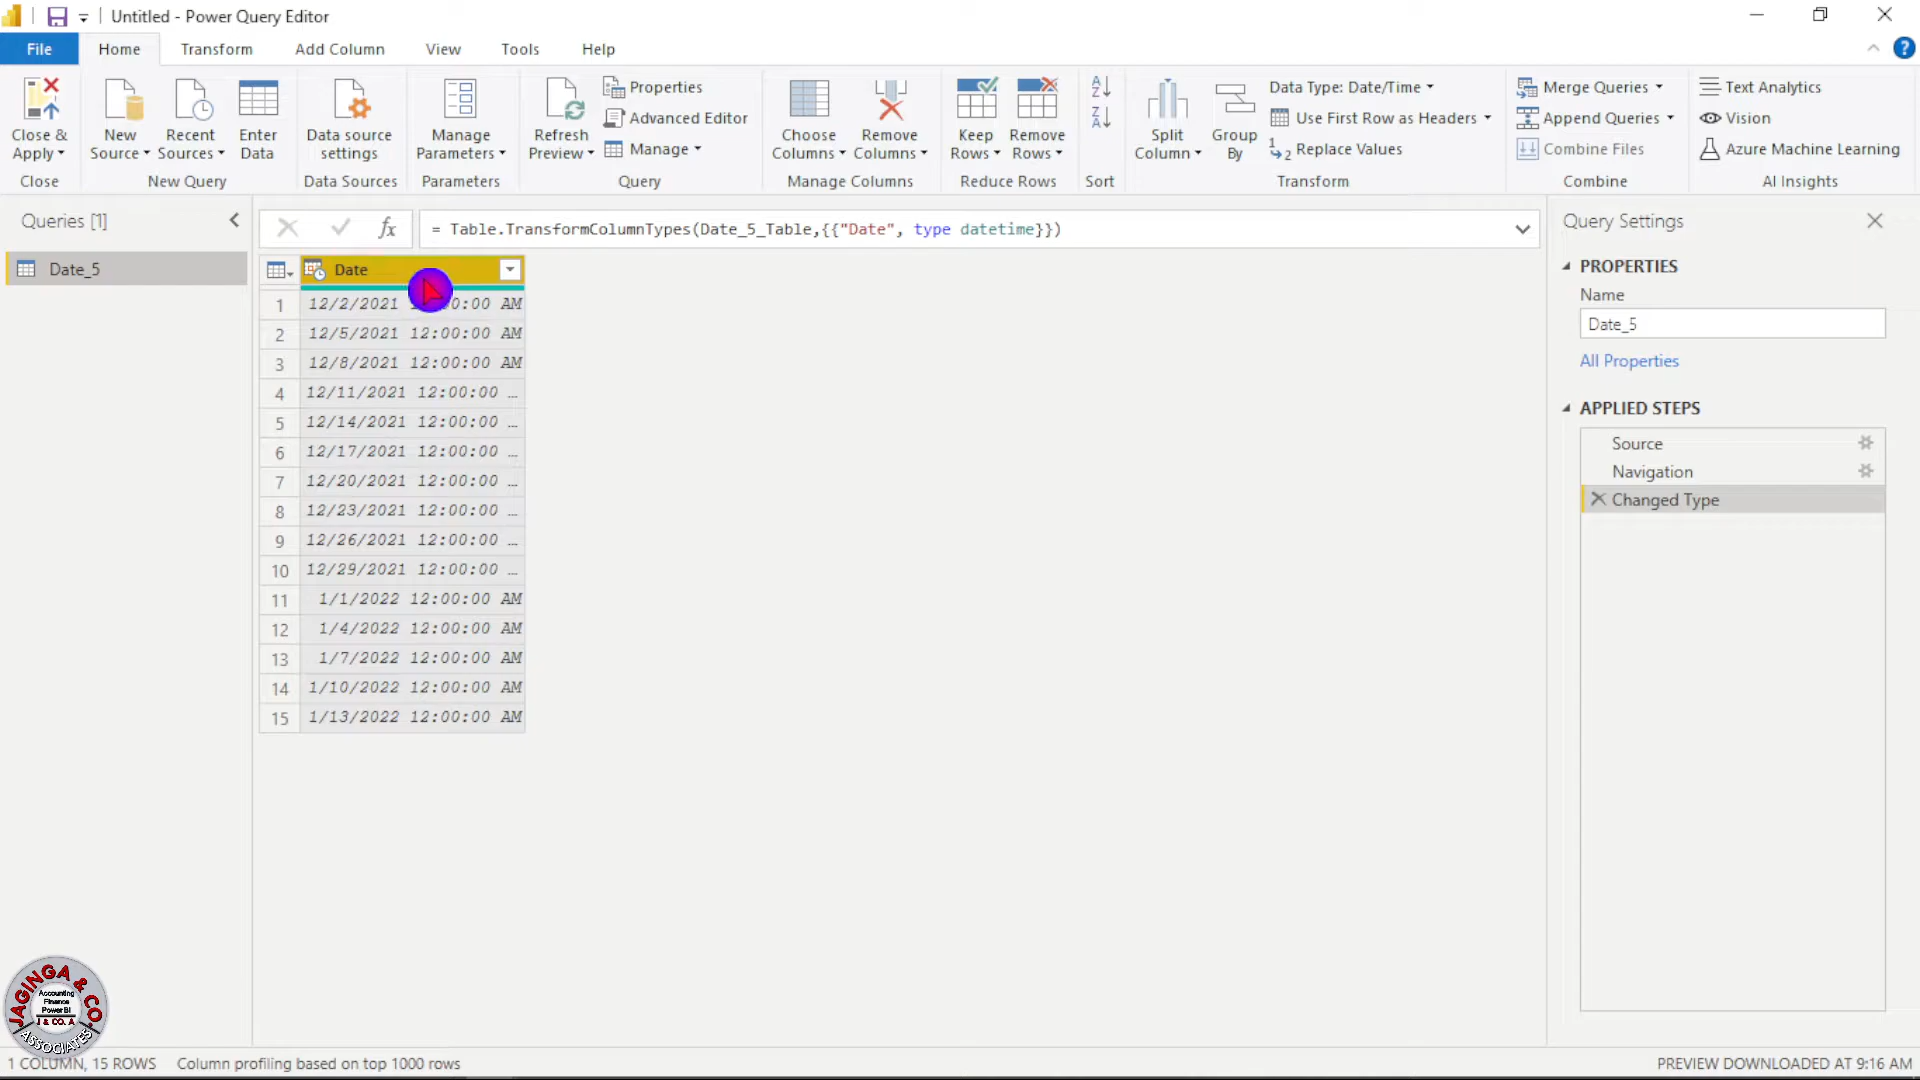 Untitled - Power Query Editor
File Home Transform Add Column View Tools Help
Close & Apply
New Source
Recent Sources
Enter Data
Data source settings
Manage Parameters
Refresh Preview
Properties
Advanced Editor
Manage
Choose Columns
Remove Columns
Keep Rows
Remove Rows
Split Column
Group By
Data Type: Date/Time
Use First Row as Headers
Replace Values
Merge Queries
Append Queries
Combine Files
Text Analytics
Vision
Azure Machine Learning
Close New Query Data Sources Parameters Query Manage Columns Reduce Rows Sort Transform Combine AI Insights
Queries [1]
Date_5
fx = Table.TransformColumnTypes(Date_5_Table,{{"Date", type datetime}})
Date
1 12/2/2021 0:00 AM
2 12/5/2021 12:00:00 AM
3 12/8/2021 12:00:00 AM
4 12/11/2021 12:00:00 …
5 12/14/2021 12:00:00 …
6 12/17/2021 12:00:00 …
7 12/20/2021 12:00:00 …
8 12/23/2021 12:00:00 …
9 12/26/2021 12:00:00 …
10 12/29/2021 12:00:00 …
11 1/1/2022 12:00:00 AM
12 1/4/2022 12:00:00 AM
13 1/7/2022 12:00:00 AM
14 1/10/2022 12:00:00 AM
15 1/13/2022 12:00:00 AM
Query Settings
PROPERTIES
Name
Date_5
All Properties
APPLIED STEPS
Source
Navigation
Changed Type
JAGINGA & CO.
Accounting
Finance
Power BI
J & CO. A
ASSOCIATES
1 COLUMN, 15 ROWS Column profiling based on top 1000 rows
PREVIEW DOWNLOADED AT 9:16 AM